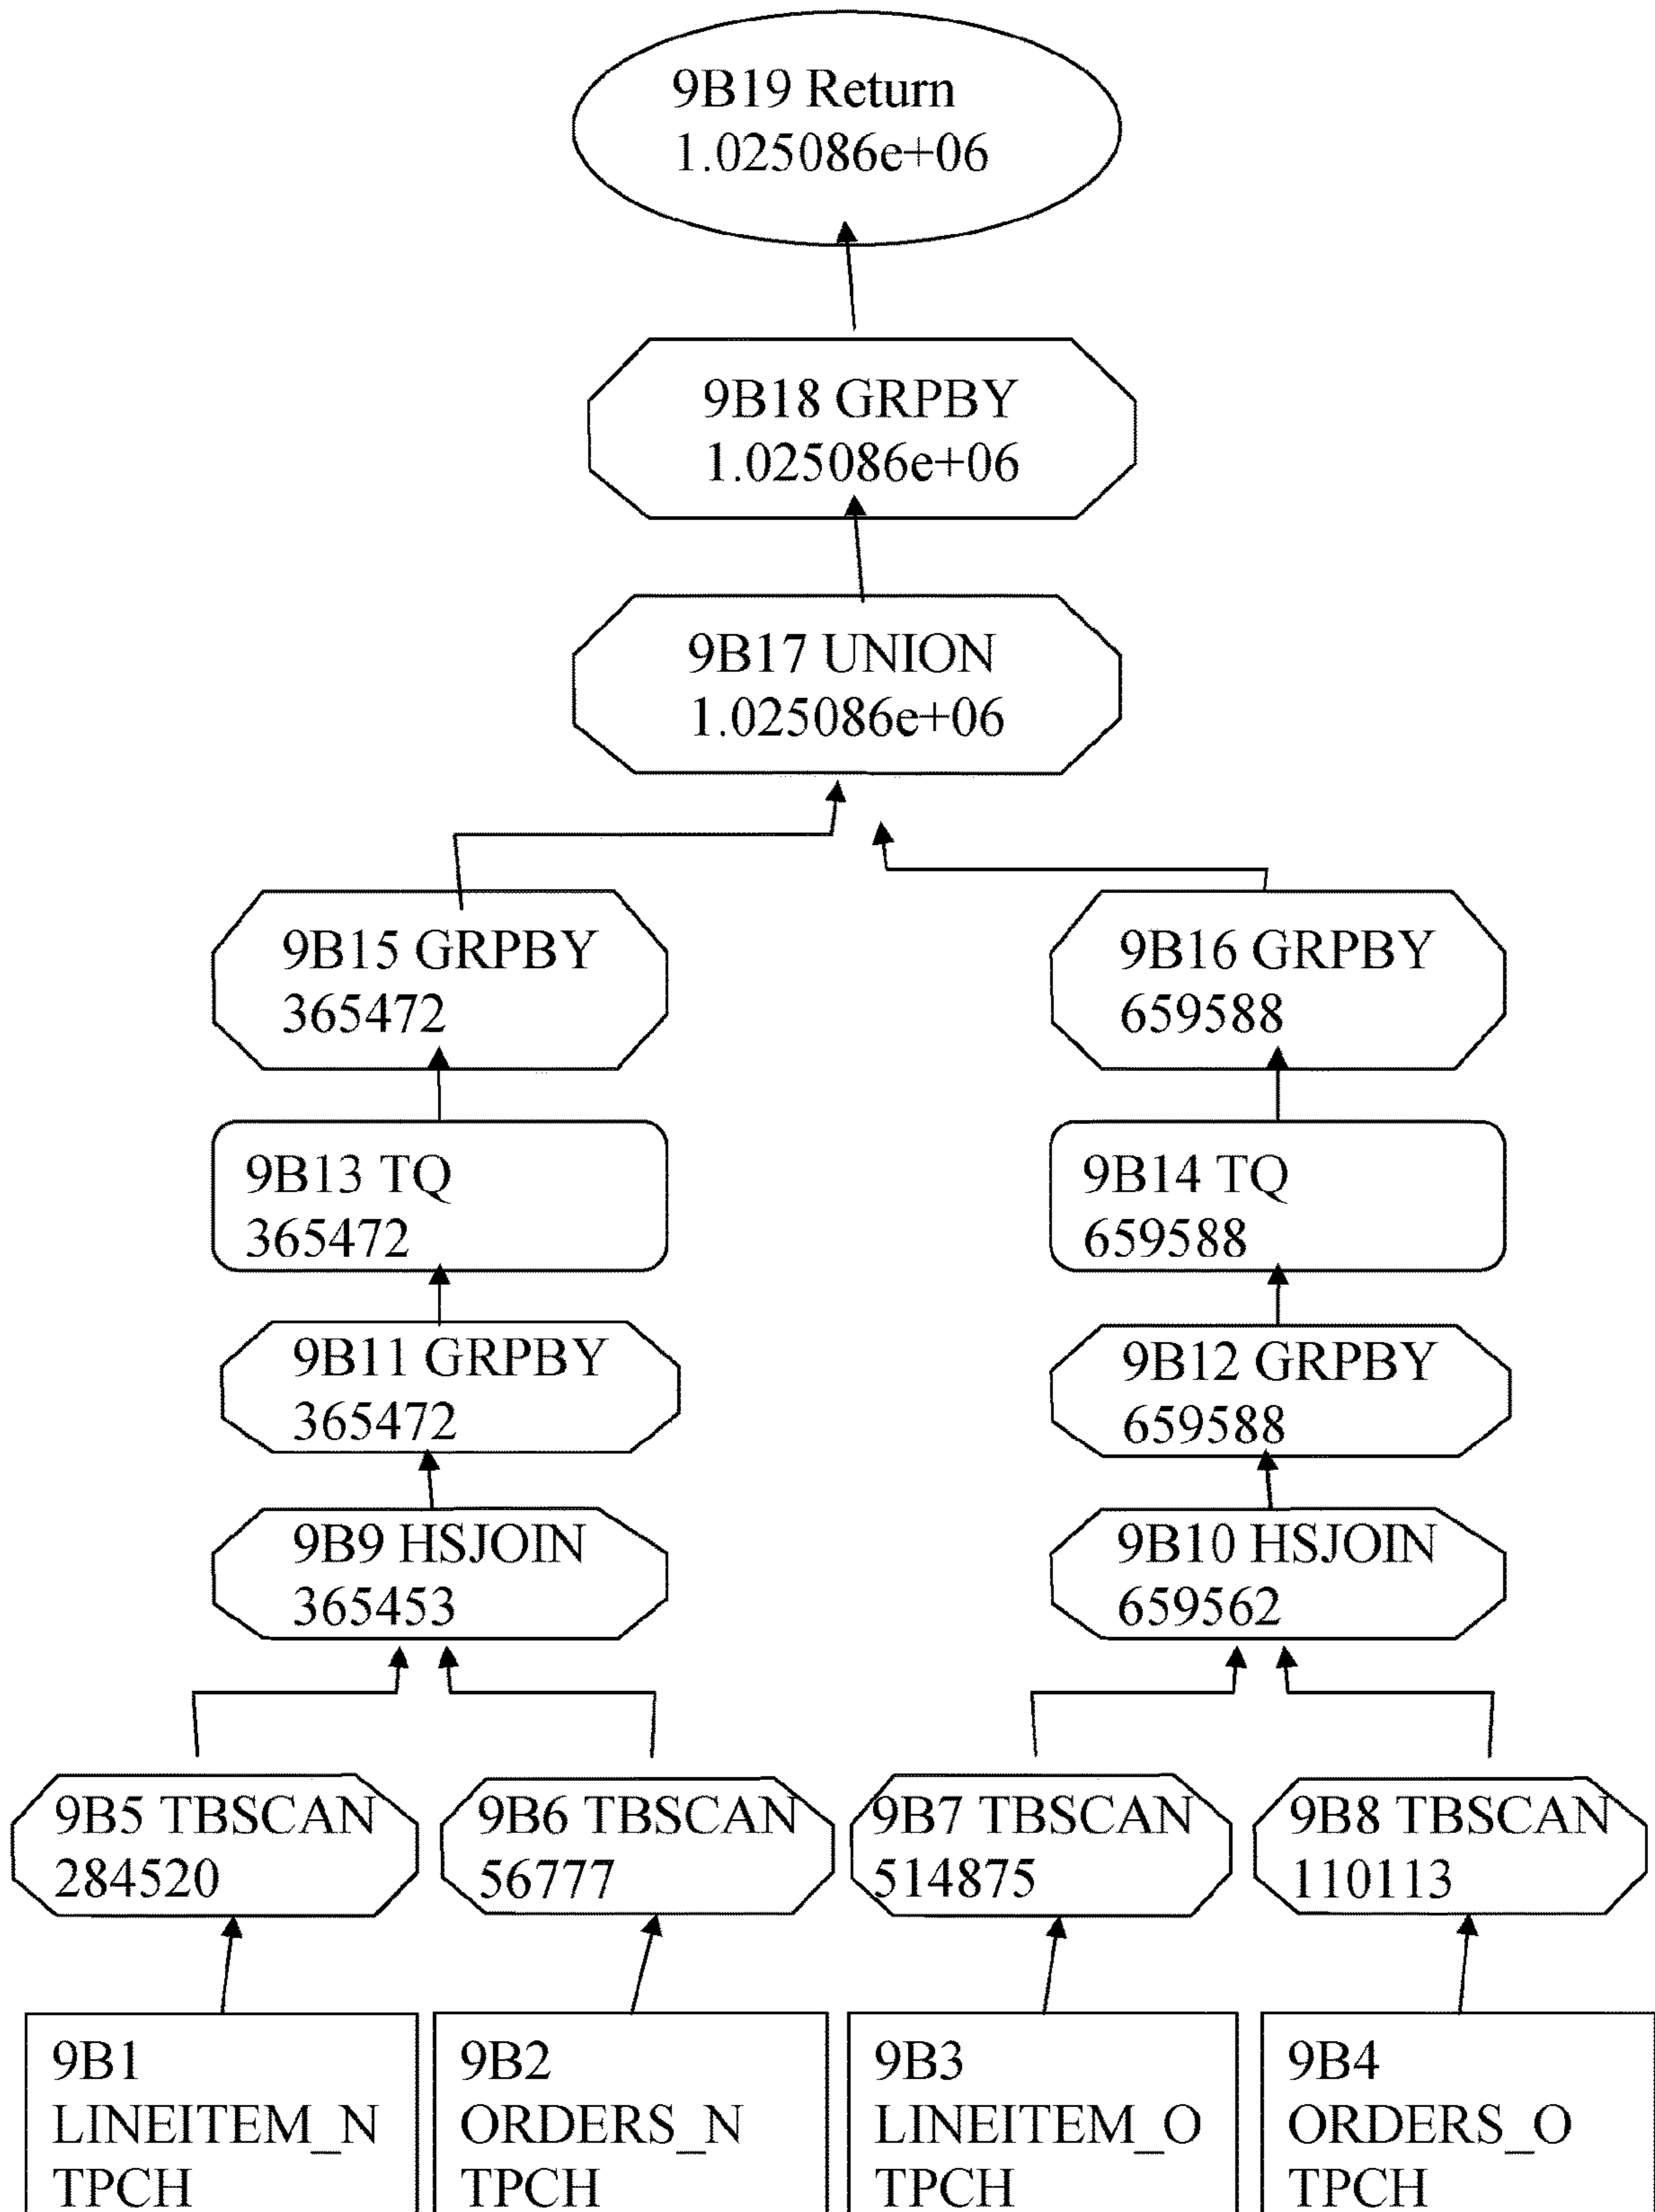 9B19 Return
1.025086e+06
9B18 GRPBY
1.025086e+06
9B17 UNION
1.025086e+06
9B15 GRPBY
365472
9B16 GRPBY
659588
9B13 TQ
365472
9B14 TQ
659588
9B11 GRPBY
365472
9B12 GRPBY
659588
9B9 HSJOIN
365453
9B10 HSJOIN
659562
9B5 TBSCAN
284520
9B6 TBSCAN
56777
9B7 TBSCAN
514875
9B8 TBSCAN
110113
9B1
LINEITEM_N
TPCH
9B2
ORDERS_N
TPCH
9B3
LINEITEM_O
TPCH
9B4
ORDERS_O
TPCH